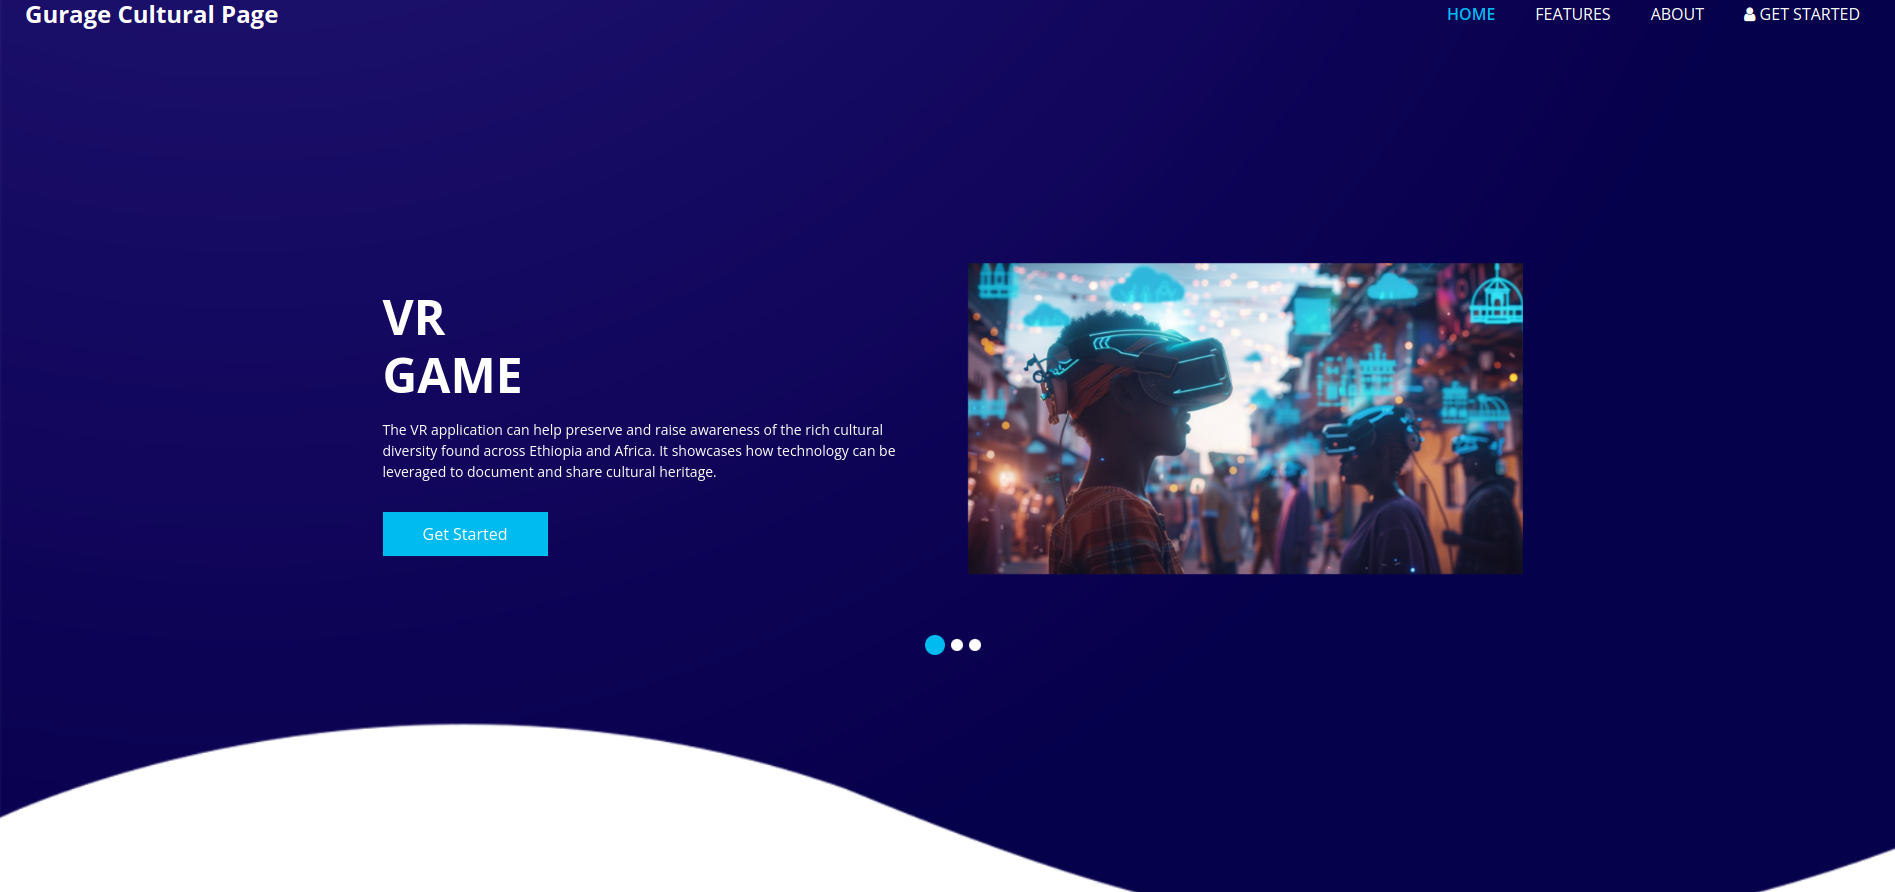 Gurage Cultural Page
HOME
FEATURES
ABOUT
GET STARTED
VR
GAME
The VR application can help preserve and raise awareness of the rich cultural
diversity found across Ethiopia and Africa. It showcases how technology can be
leveraged to document and share cultural heritage.
Get Started